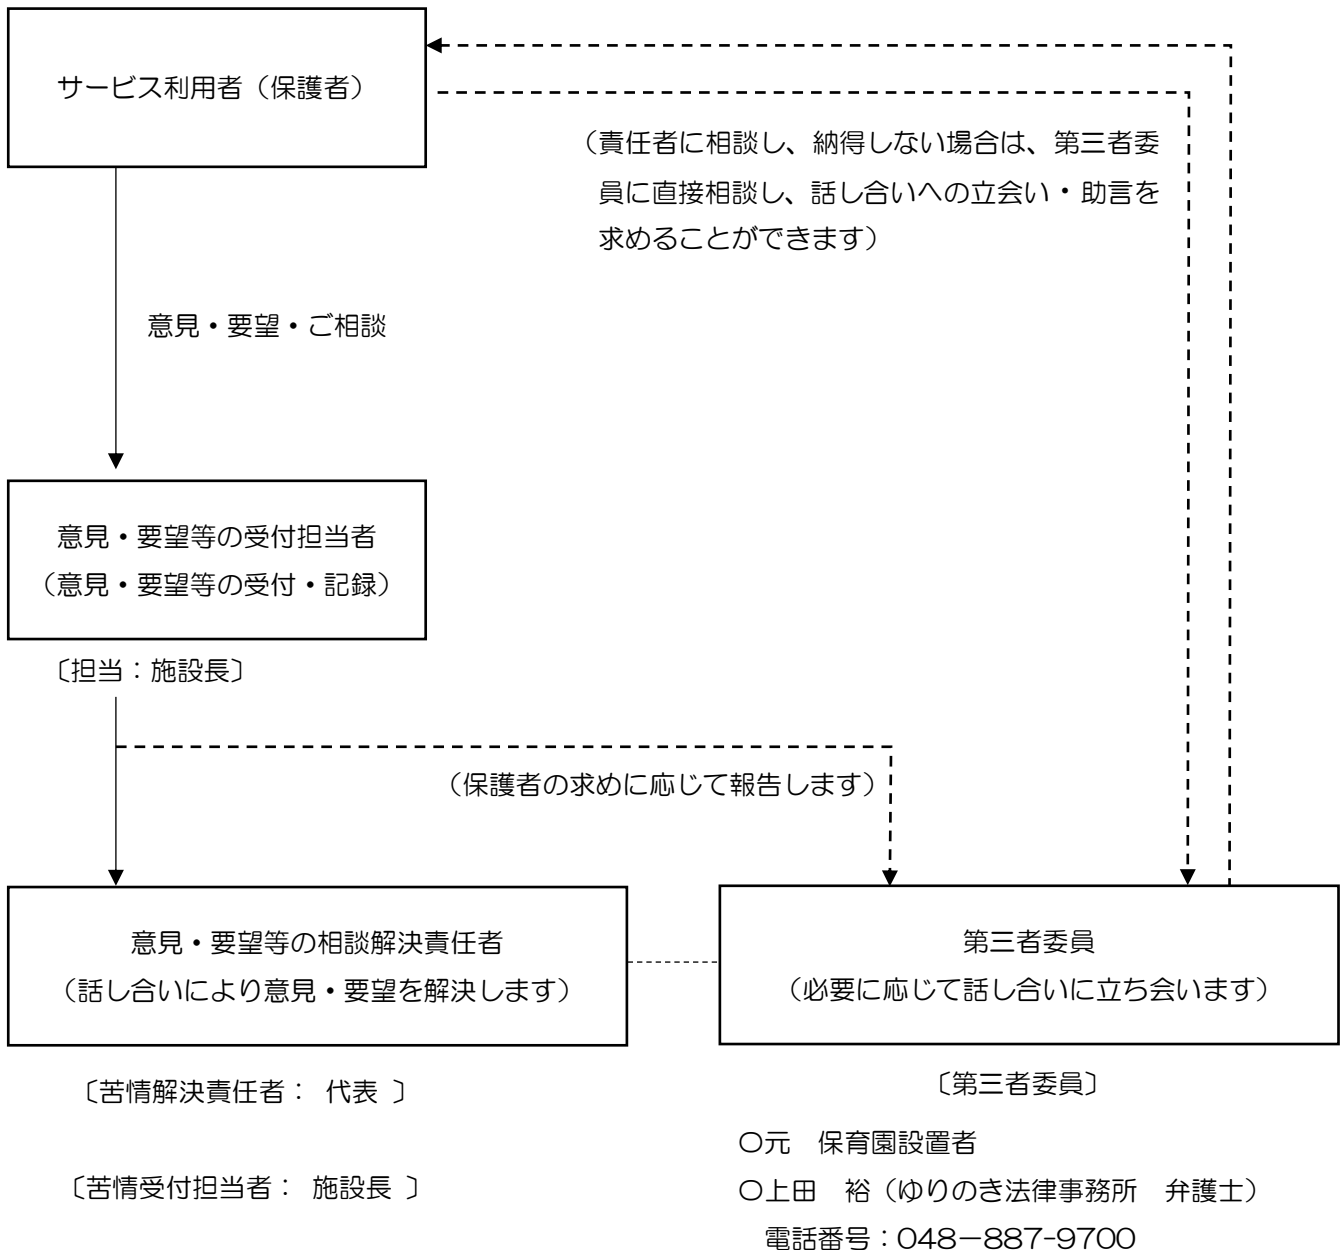 サービス利用者（保護者）
（責任者に相談し、納得しない場合は、第三者委
員に直接相談し、話し合いへの立会い・助言を
求めることができます）
意見・要望・ご相談
意見・要望等の受付担当者
（意見・要望等の受付・記録）
〔担当：施設長〕
（保護者の求めに応じて報告します）
意見・要望等の相談解決責任者
（話し合いにより意見・要望を解決します）
第三者委員
（必要に応じて話し合いに立ち会います）
〔苦情解決責任者： 代表 〕
〔苦情受付担当者： 施設長 〕
〔第三者委員〕
〇元　保育園設置者
〇上田　裕（ゆりのき法律事務所　弁護士）
電話番号：048－887-9700